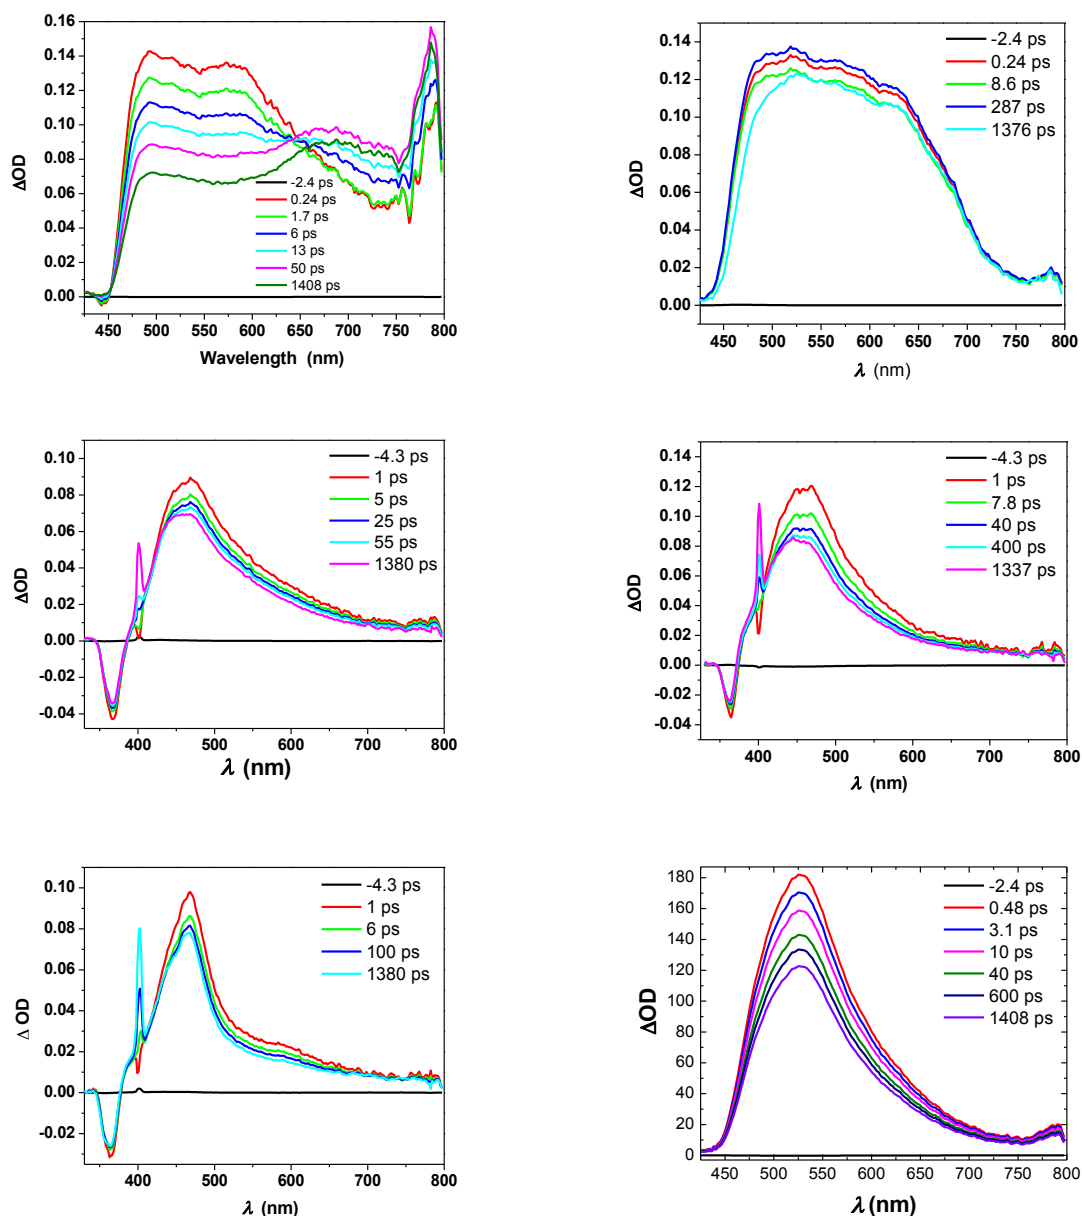 0.16
0.14
0.12
0.10
0.08
0.06
0.04
0.02
0.00
ΔOD
-2.4 ps
0.24 ps
1.7 ps
6 ps
13 ps
50 ps
1408 ps
450 500 550 600 650 700 750 800
Wavelength (nm)
0.14
0.12
0.10
0.08
0.06
0.04
0.02
0.00
ΔOD
-2.4 ps
0.24 ps
8.6 ps
287 ps
1376 ps
450 500 550 600 650 700 750 800
λ (nm)
0.10
0.08
0.06
0.04
0.02
0.00
-0.02
-0.04
ΔOD
-4.3 ps
1 ps
5 ps
25 ps
55 ps
1380 ps
400 500 600 700 800
λ (nm)
0.14
0.12
0.10
0.08
0.06
0.04
0.02
0.00
-0.02
-0.04
ΔOD
-4.3 ps
1 ps
7.8 ps
40 ps
400 ps
1337 ps
400 500 600 700 800
λ (nm)
0.10
0.08
0.06
0.04
0.02
0.00
-0.02
Δ OD
-4.3 ps
1 ps
6 ps
100 ps
1380 ps
400 500 600 700 800
λ (nm)
180
160
140
120
100
80
60
40
20
0
ΔOD
-2.4 ps
0.48 ps
3.1 ps
10 ps
40 ps
600 ps
1408 ps
450 500 550 600 650 700 750 800
λ (nm)